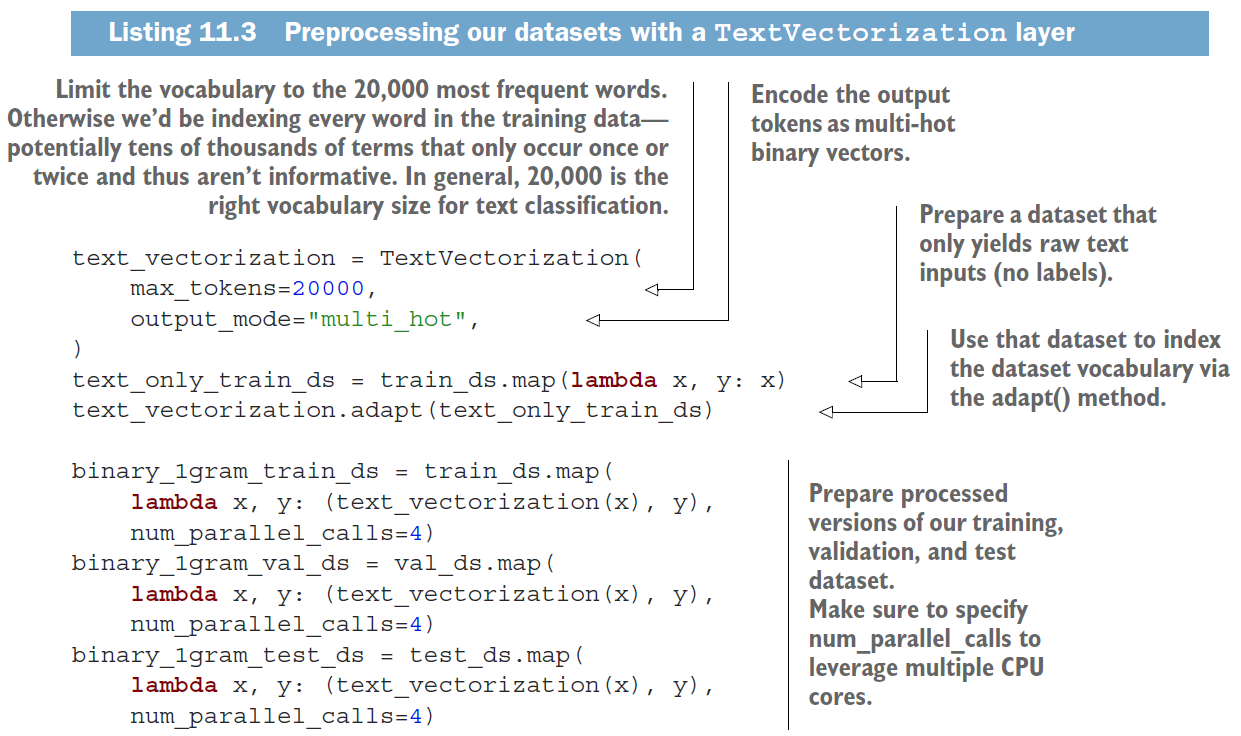 Listing 11.3 Preprocessing our datasets with a TextVectorization layer
Limit the vocabulary to the 20,000 most frequent words.
Otherwise we’d be indexing every word in the training data—
potentially tens of thousands of terms that only occur once or
twice and thus aren’t informative. In general, 20,000 is the
right vocabulary size for text classification.
Encode the output
tokens as multi-hot
binary vectors.
Prepare a dataset that
only yields raw text
inputs (no labels).
Use that dataset to index
the dataset vocabulary via
the adapt() method.
text_vectorization = TextVectorization(
    max_tokens=20000,
    output_mode="multi_hot",
)
text_only_train_ds = train_ds.map(lambda x, y: x)
text_vectorization.adapt(text_only_train_ds)
binary_1gram_train_ds = train_ds.map(
    lambda x, y: (text_vectorization(x), y),
    num_parallel_calls=4)
binary_1gram_val_ds = val_ds.map(
    lambda x, y: (text_vectorization(x), y),
    num_parallel_calls=4)
binary_1gram_test_ds = test_ds.map(
    lambda x, y: (text_vectorization(x), y),
    num_parallel_calls=4)
Prepare processed
versions of our training,
validation, and test
dataset.
Make sure to specify
num_parallel_calls to
leverage multiple CPU
cores.